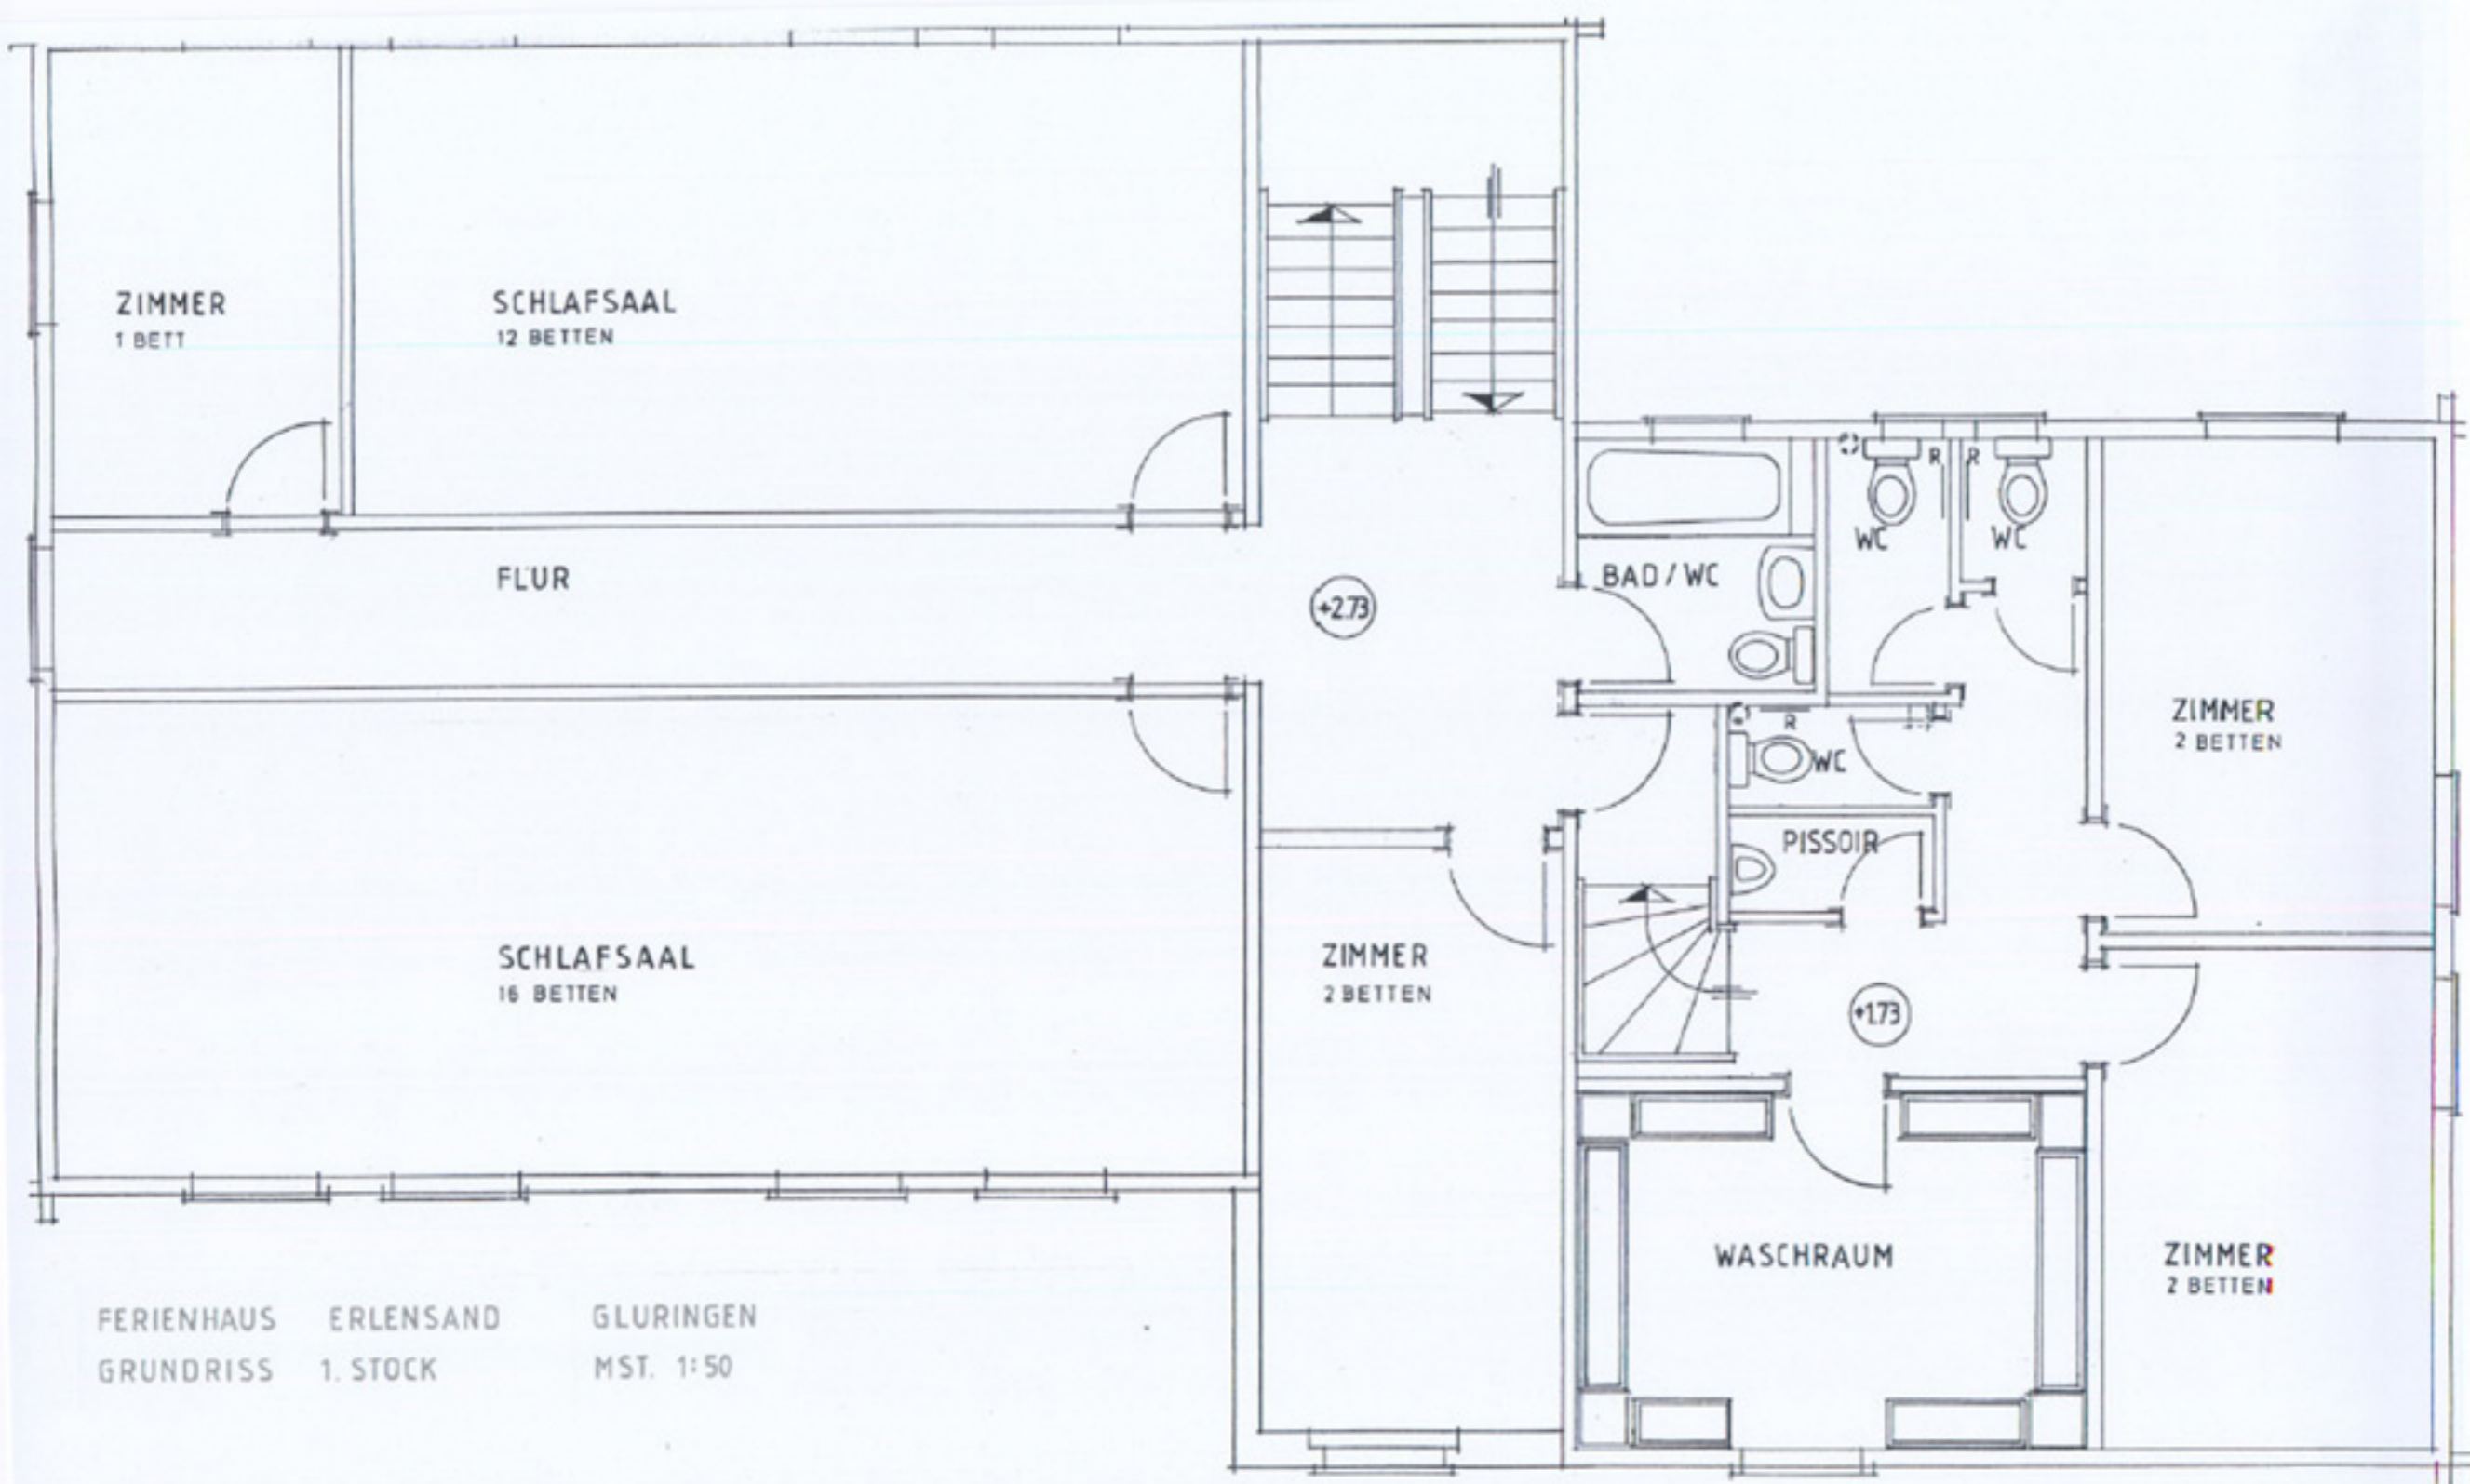 ZIMMER
1 BETT
SCHLAFSAAL
12 BETTEN
FLUR
+2.73
BAD / WC
WC
R
R
WC
R
WC
PISSOIR
ZIMMER
2 BETTEN
SCHLAFSAAL
16 BETTEN
ZIMMER
2 BETTEN
+1.73
WASCHRAUM
ZIMMER
2 BETTEN
FERIENHAUS ERLENSAND GLURINGEN
GRUNDRISS 1. STOCK MST. 1:50